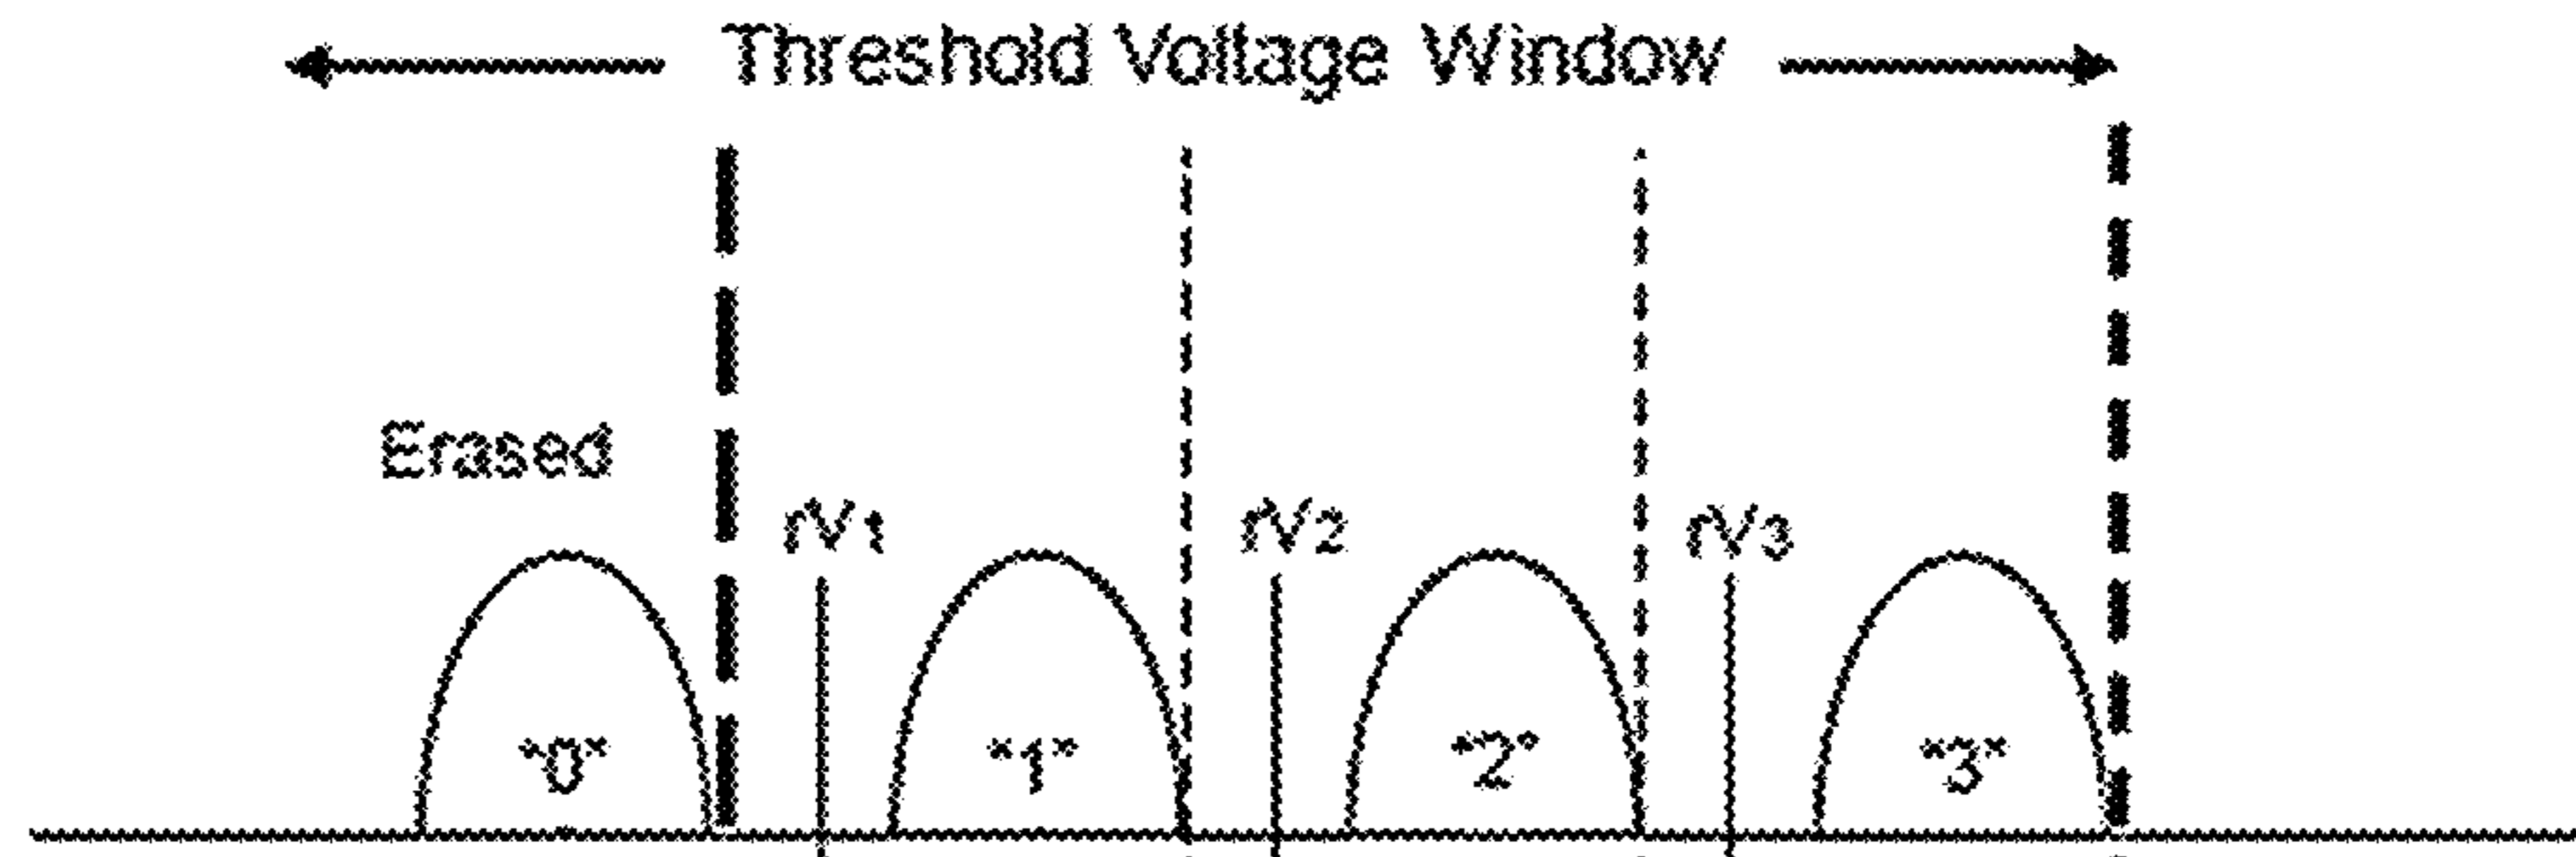 Threshold Voltage Window
Erased
rV1 rV2 rV3
"0" "1" "2" "3"